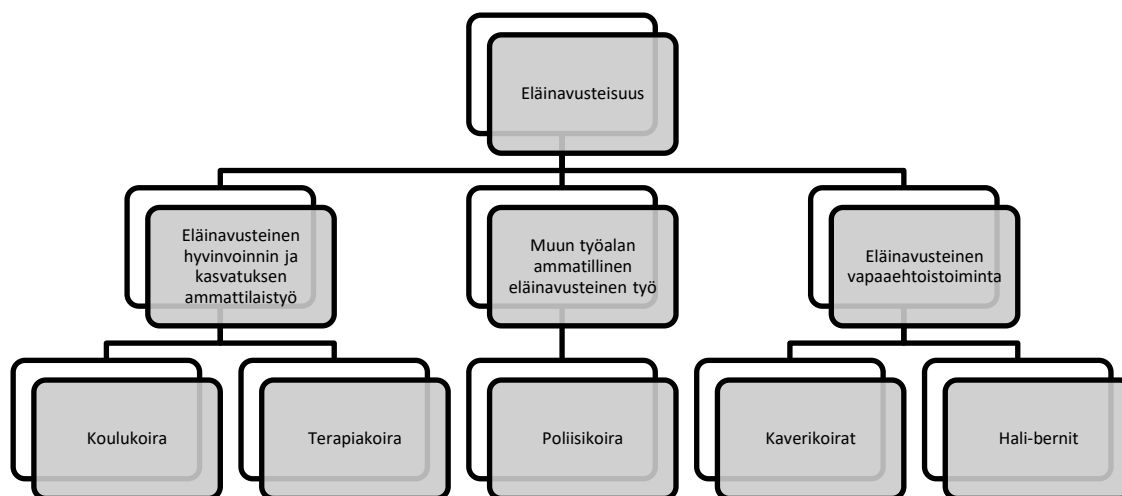 Eläinavusteisuus
Eläinavusteinen
hyvinvoinnin ja
kasvatuksen
ammattilaistyö
Muun työalan
ammatillinen
eläinavusteinen työ
Eläinavusteinen
vapaaehtoistoiminta
Koulukoira
Terapiakoira
Poliisikoira
Kaverikoirat
Hali-bernit